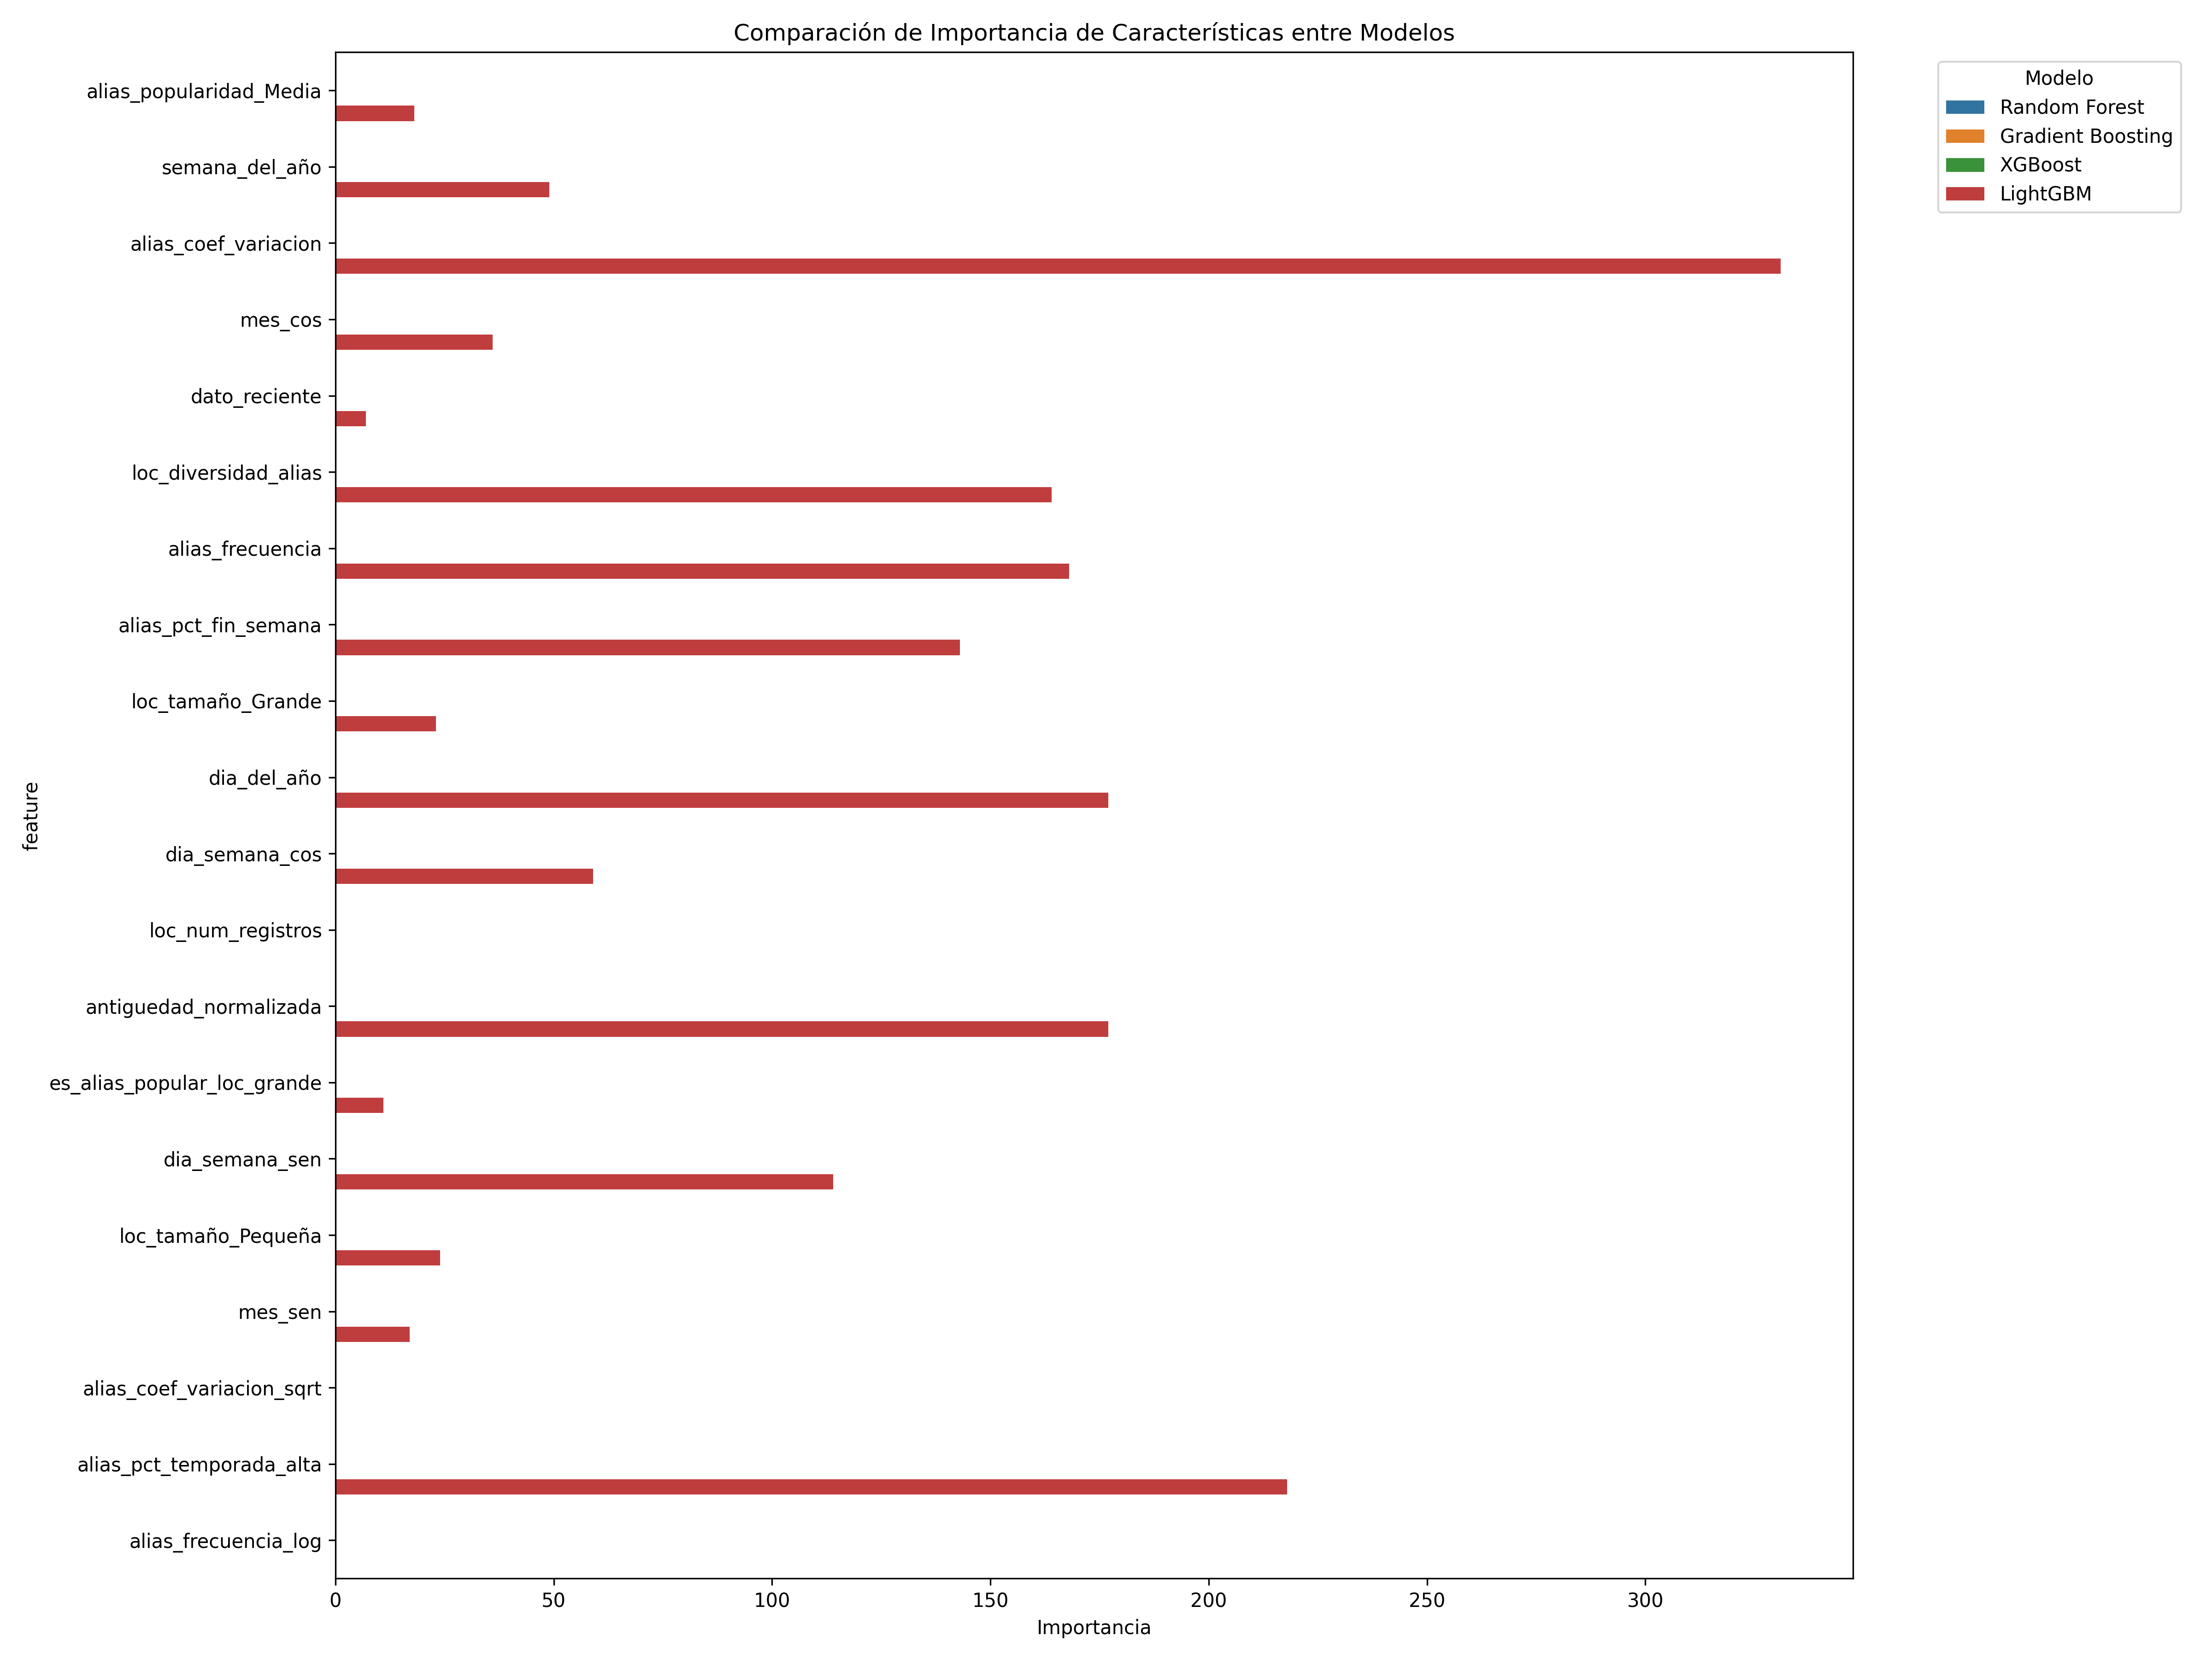 Comparación de Importancia de Características entre Modelos
Modelo
Random Forest
Gradient Boosting
XGBoost
LightGBM
feature
alias_popularidad_Media
semana_del_año
alias_coef_variacion
mes_cos
dato_reciente
loc_diversidad_alias
alias_frecuencia
alias_pct_fin_semana
loc_tamaño_Grande
dia_del_año
dia_semana_cos
loc_num_registros
antiguedad_normalizada
es_alias_popular_loc_grande
dia_semana_sen
loc_tamaño_Pequeña
mes_sen
alias_coef_variacion_sqrt
alias_pct_temporada_alta
alias_frecuencia_log
0 50 100 150 200 250 300
Importancia